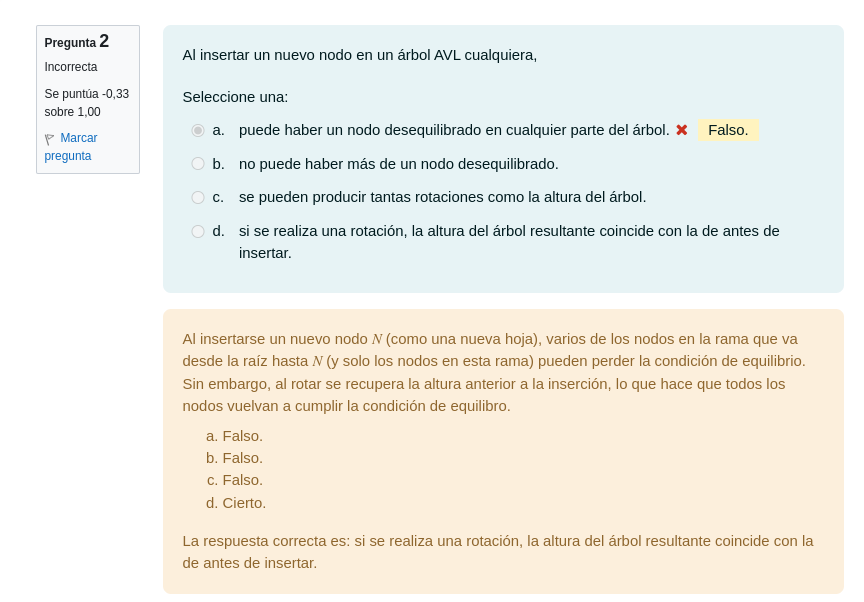 Pregunta 2
Incorrecta
Se puntúa -0,33
sobre 1,00
Marcar
pregunta
Al insertar un nuevo nodo en un árbol AVL cualquiera,
Seleccione una:
a. puede haber un nodo desequilibrado en cualquier parte del árbol. ✖ Falso.
b. no puede haber más de un nodo desequilibrado.
c. se pueden producir tantas rotaciones como la altura del árbol.
d. si se realiza una rotación, la altura del árbol resultante coincide con la de antes de
insertar.
Al insertarse un nuevo nodo N (como una nueva hoja), varios de los nodos en la rama que va
desde la raíz hasta N (y solo los nodos en esta rama) pueden perder la condición de equilibrio.
Sin embargo, al rotar se recupera la altura anterior a la inserción, lo que hace que todos los
nodos vuelvan a cumplir la condición de equilibro.
a. Falso.
b. Falso.
c. Falso.
d. Cierto.
La respuesta correcta es: si se realiza una rotación, la altura del árbol resultante coincide con la
de antes de insertar.